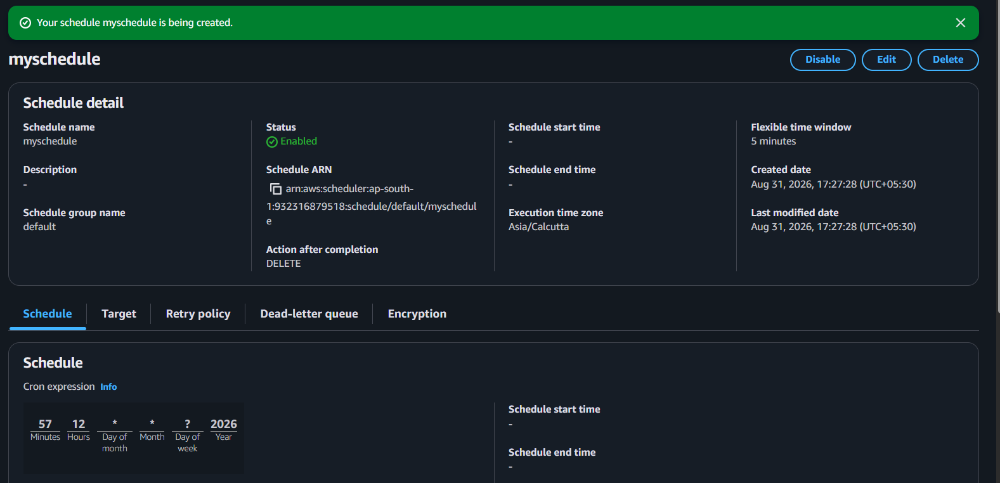 Your schedule myschedule is being created.
myschedule
Disable
Edit
Delete
Schedule detail
Schedule name
myschedule
Description
-
Schedule group name
default
Status
Enabled
Schedule ARN
arn:aws:scheduler:ap-south-
1:932316879518:schedule/default/myschedul
e
Action after completion
DELETE
Schedule start time
-
Schedule end time
-
Execution time zone
Asia/Calcutta
Flexible time window
5 minutes
Created date
Aug 31, 2026, 17:27:28 (UTC+05:30)
Last modified date
Aug 31, 2026, 17:27:28 (UTC+05:30)
Schedule
Target
Retry policy
Dead-letter queue
Encryption
Schedule
Cron expression Info
57 12 * * ? 2026
Minutes Hours Day of Month Day of Year
month week
Schedule start time
-
Schedule end time
-